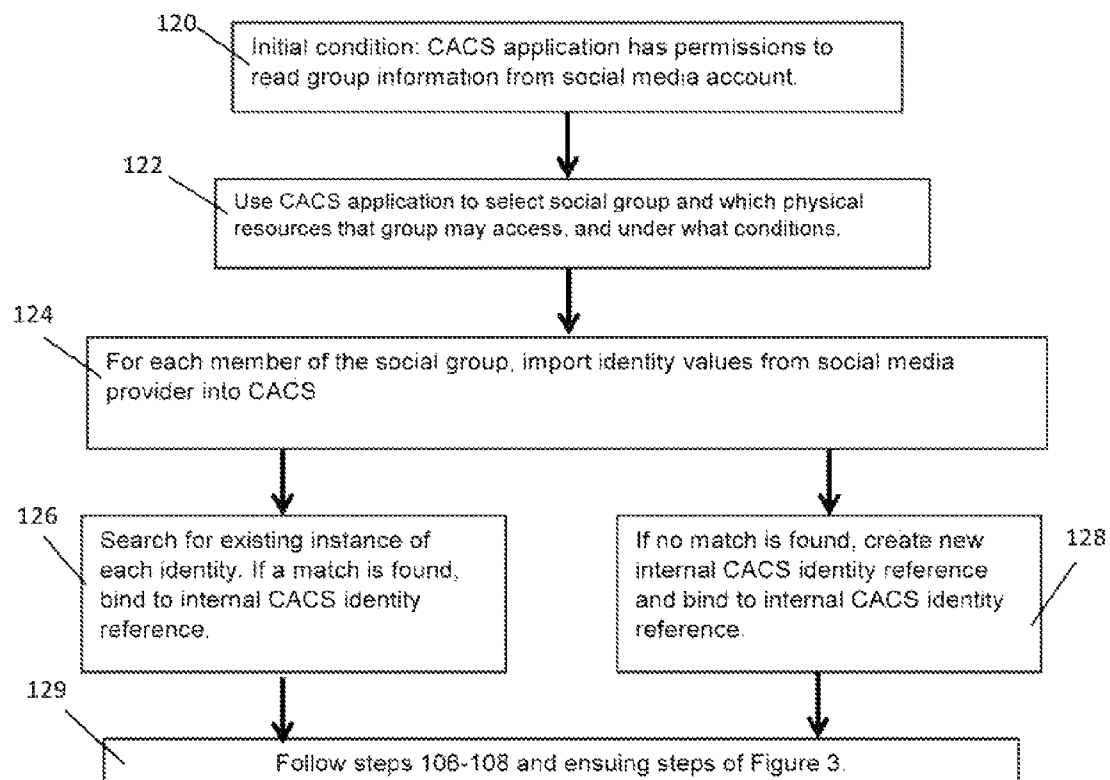 120
Initial condition: CACS application has permissions to
read group information from social media account.
122
Use CACS application to select social group and which physical
resources that group may access, and under what conditions.
124
For each member of the social group, import identity values from social media
provider into CACS
126
Search for existing instance of
each identity. If a match is found,
bind to internal CACS identity
reference.
If no match is found, create new
internal CACS identity reference
and bind to internal CACS identity
reference.
128
129
Follow steps 106-108 and ensuing steps of Figure 3.